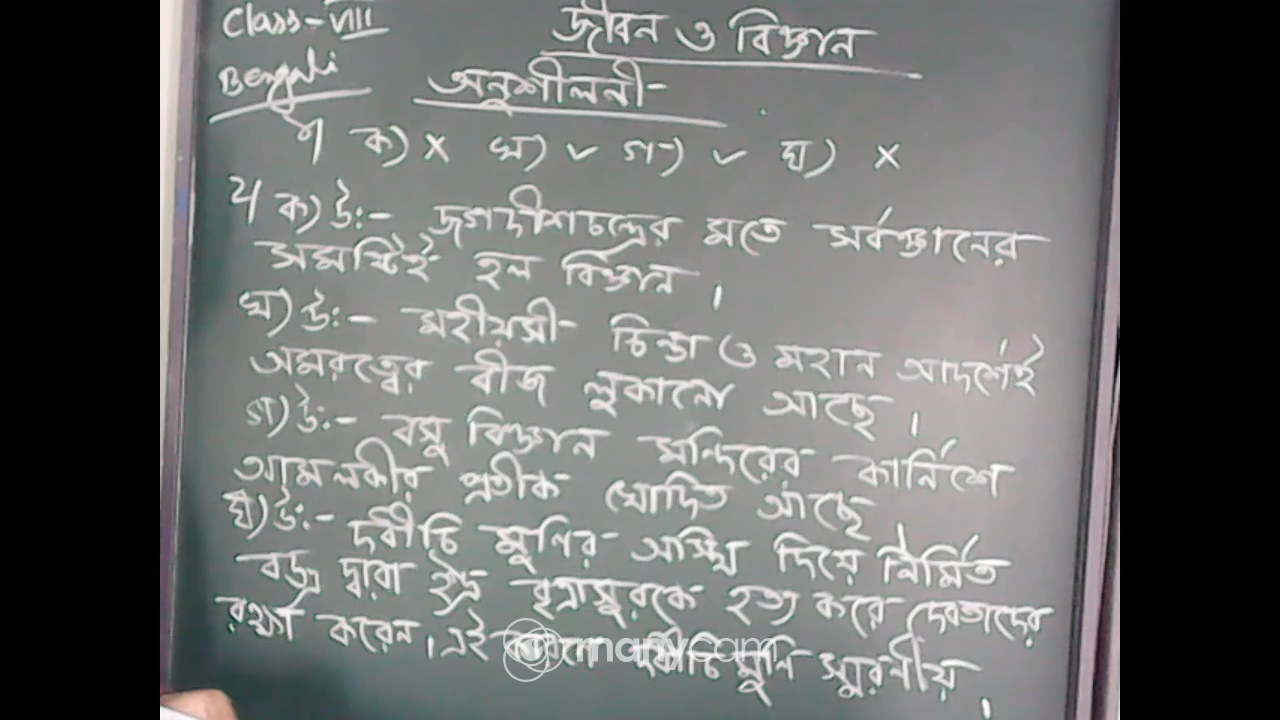 Class-VIII
জীবন ও বিজ্ঞান
Bengali
অনুশীলনী-
১। ক) × খ) ✓ গ) ✓ ঘ) ×
২। ক) উঃ- জগদীশচন্দ্রের মতে সর্বজ্ঞানের
সমষ্টিই হল বিজ্ঞান ।
খ) উঃ- মহীয়সী চিন্তা ও মহান আদর্শেই
অমরত্বের বীজ লুকানো আছে ।
গ) উঃ- বসু বিজ্ঞান মন্দিরের কার্নিশে
আমলকীর প্রতীক খোদিত আছে ।
ঘ) উঃ- দধীচি মুণির অস্থি দিয়ে নির্মিত
বজ্র দ্বারা ইন্দ্র বৃত্রাসুরকে হত্যা করে দেবতাদের
রক্ষা করেন । এই দধীচিমুণি স্মরণীয় ।
manycam